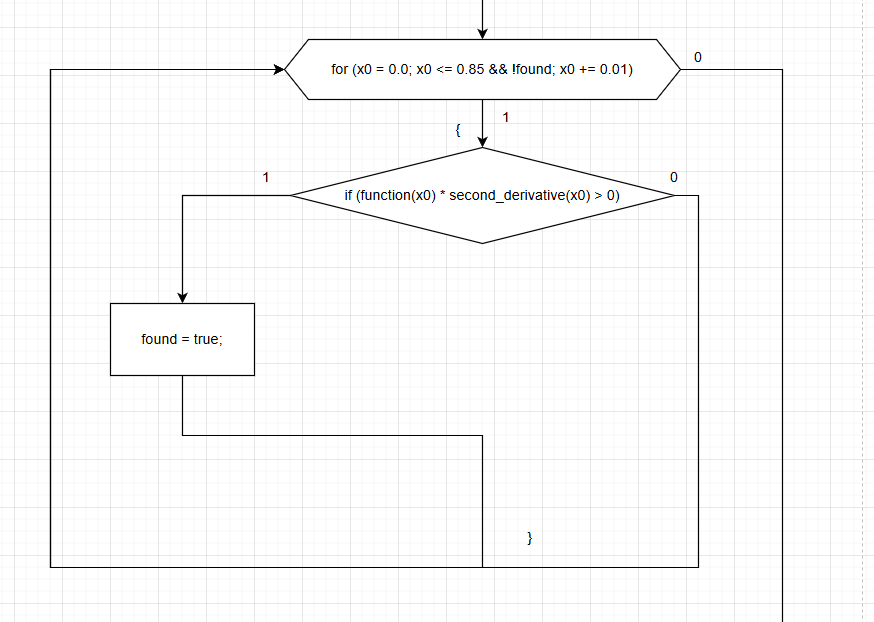 for (x0 = 0.0; x0 <= 0.85 && !found; x0 += 0.01)
0
1
{
1
0
if (function(x0) * second_derivative(x0) > 0)
found = true;
}